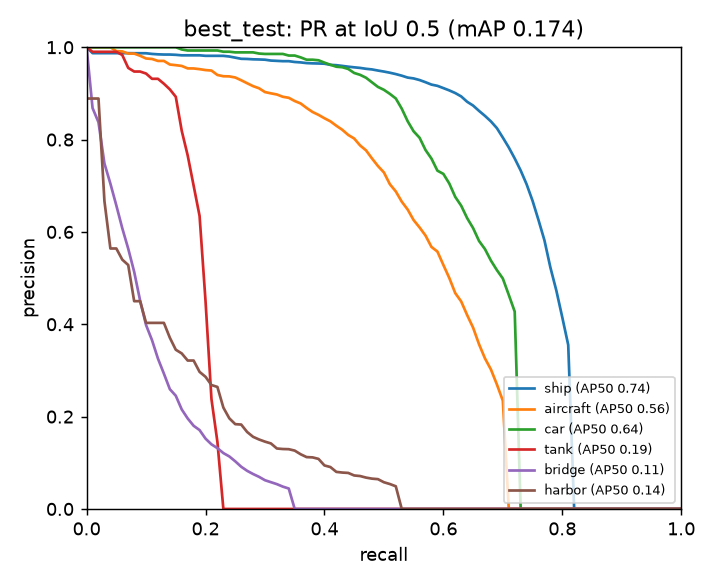 best_test: PR at IoU 0.5 (mAP 0.174)
1.0
0.8
0.6
0.4
0.2
0.0
precision
ship (AP50 0.74)
aircraft (AP50 0.56)
car (AP50 0.64)
tank (AP50 0.19)
bridge (AP50 0.11)
harbor (AP50 0.14)
0.0 0.2 0.4 0.6 0.8 1.0
recall